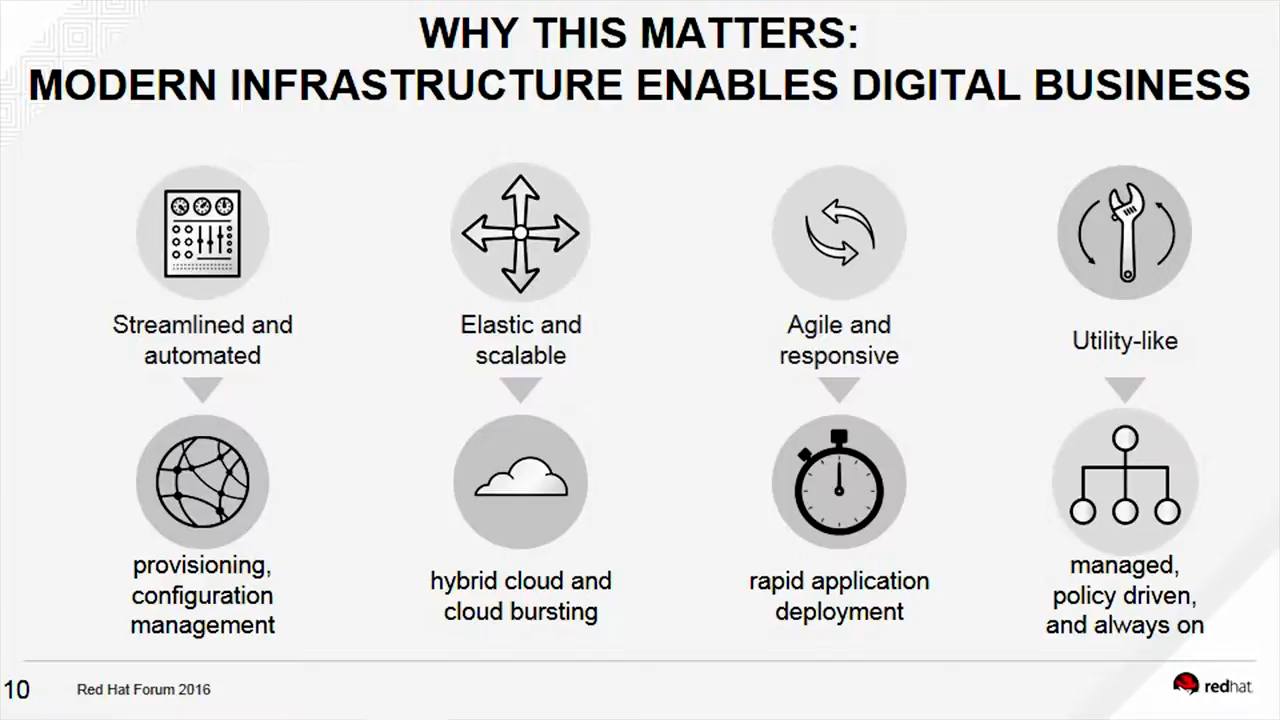 WHY THIS MATTERS:
MODERN INFRASTRUCTURE ENABLES DIGITAL BUSINESS
Streamlined and
automated
Elastic and
scalable
Agile and
responsive
Utility-like
provisioning,
configuration
management
hybrid cloud and
cloud bursting
rapid application
deployment
managed,
policy driven,
and always on
10
Red Hat Forum 2016
redhat.